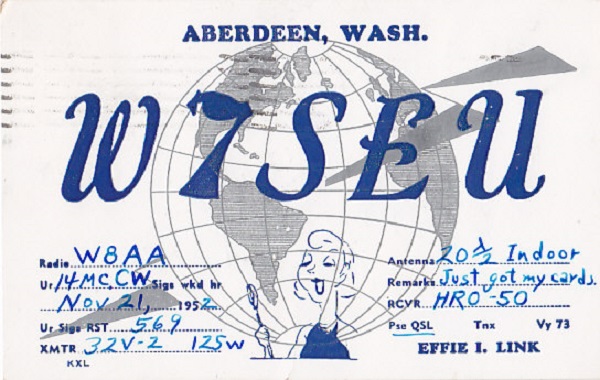 ABERDEEN, WASH.
W7SEU
Radio W8AA
Ur 14 MC CW Sigs wkd hr
Nov 21, 1952
Ur Sigs RST 569
XMTR 32V-2 125W
KXL
Antenna 20 λ/2 Indoor
Remarks Just got my cards.
RCVR HRO-50
Pse QSL Tnx Vy 73
EFFIE I. LINK